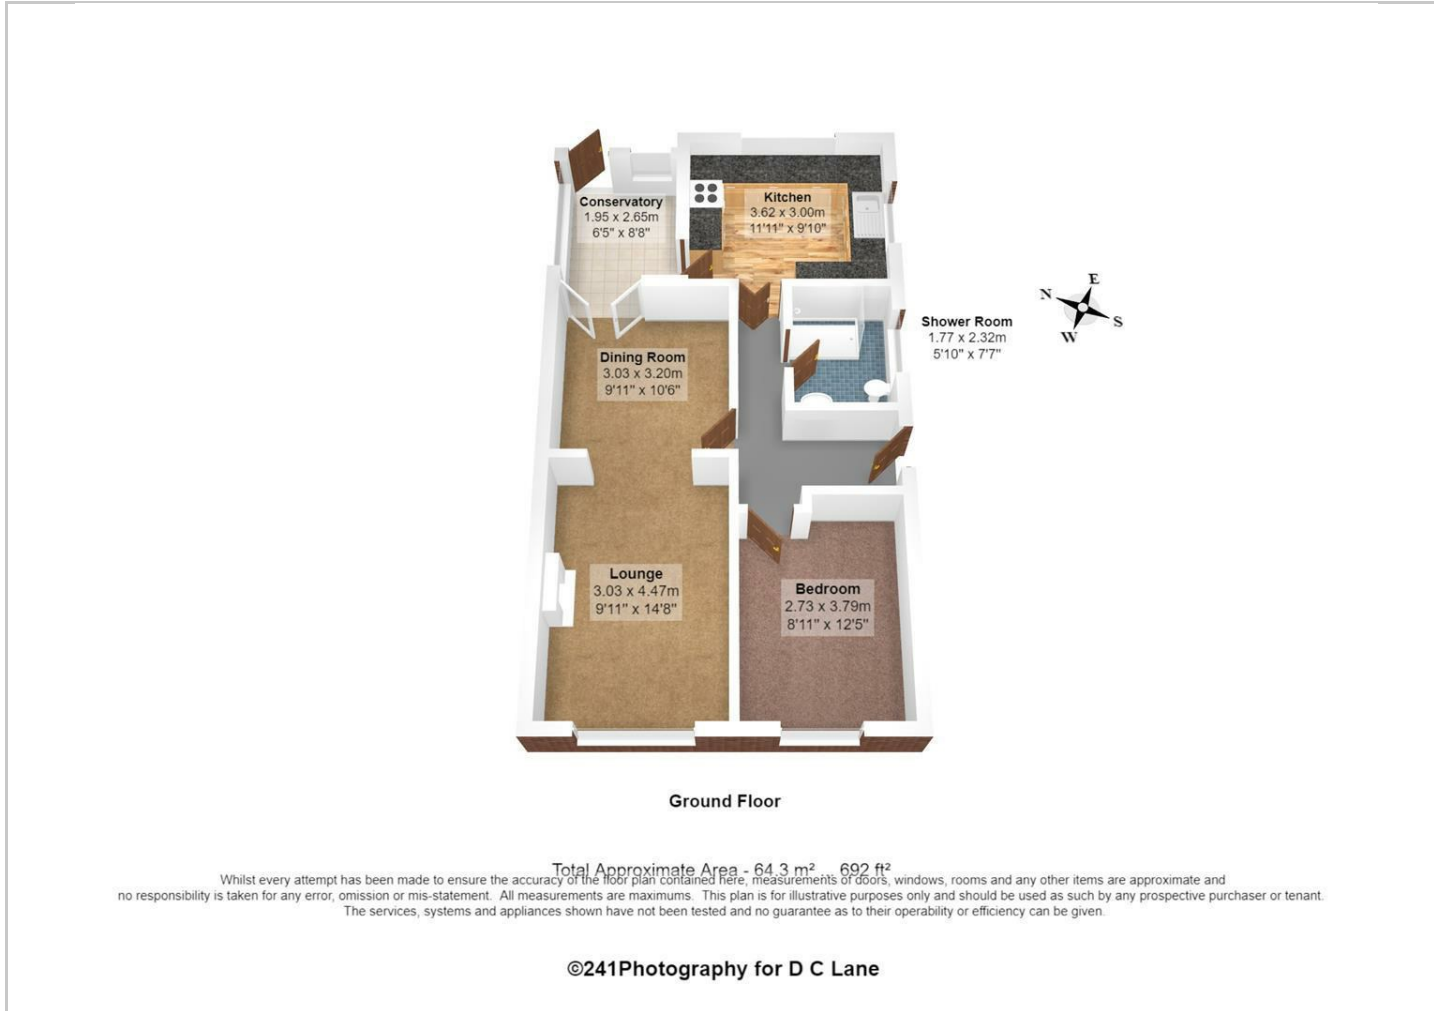 Conservatory
1.95 x 2.65m
6'5" x 8'8"
Kitchen
3.62 x 3.00m
11'11" x 9'10"
N
E
S
W
Shower Room
1.77 x 2.32m
5'10" x 7'7"
Dining Room
3.03 x 3.20m
9'11" x 10'6"
Lounge
3.03 x 4.47m
9'11" x 14'8"
Bedroom
2.73 x 3.79m
8'11" x 12'5"
Ground Floor
Total Approximate Area - 64.3 m² ... 692 ft²
Whilst every attempt has been made to ensure the accuracy of the floor plan contained here, measurements of doors, windows, rooms and any other items are approximate and
no responsibility is taken for any error, omission or mis-statement. All measurements are maximums. This plan is for illustrative purposes only and should be used as such by any prospective purchaser or tenant.
The services, systems and appliances shown have not been tested and no guarantee as to their operability or efficiency can be given.
©241Photography for D C Lane